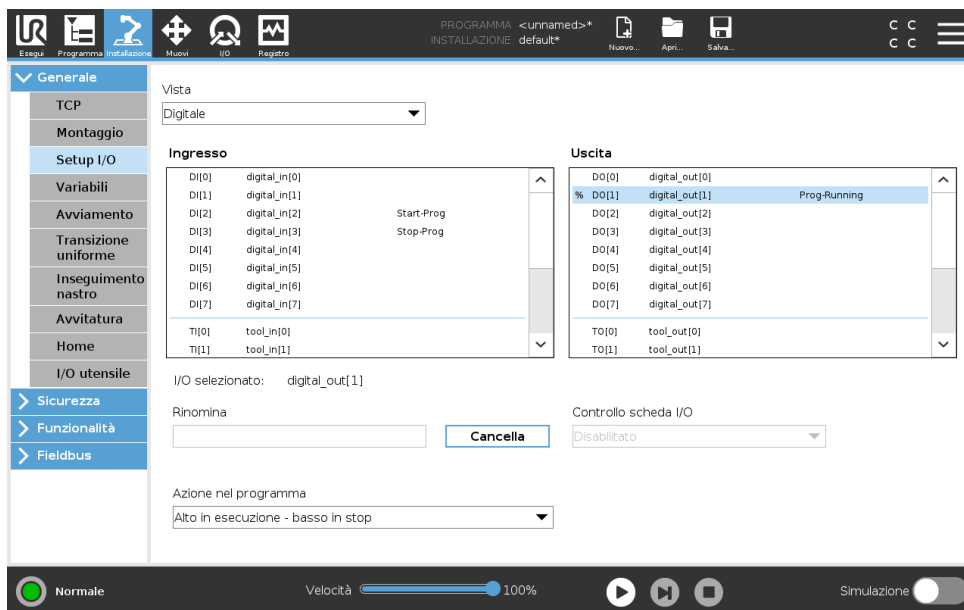 PROGRAMMA <unnamed>*
INSTALLAZIONE default*
Esegui Programma Installazione Muovi I/O Registro Nuovo... Apri... Salva...
C C
C C
Generale
TCP
Montaggio
Setup I/O
Variabili
Avviamento
Transizione
uniforme
Inseguimento
nastro
Avvitatura
Home
I/O utensile
Sicurezza
Funzionalità
Fieldbus
Vista
Digitale
Ingresso
DI[0] digital_in[0]
DI[1] digital_in[1]
DI[2] digital_in[2] Start-Prog
DI[3] digital_in[3] Stop-Prog
DI[4] digital_in[4]
DI[5] digital_in[5]
DI[6] digital_in[6]
DI[7] digital_in[7]
TI[0] tool_in[0]
TI[1] tool_in[1]
Uscita
DO[0] digital_out[0]
% DO[1] digital_out[1] Prog-Running
DO[2] digital_out[2]
DO[3] digital_out[3]
DO[4] digital_out[4]
DO[5] digital_out[5]
DO[6] digital_out[6]
DO[7] digital_out[7]
TO[0] tool_out[0]
TO[1] tool_out[1]
I/O selezionato: digital_out[1]
Rinomina
Cancella
Controllo scheda I/O
Disabilitato
Azione nel programma
Alto in esecuzione - basso in stop
Normale
Velocità 100%
Simulazione